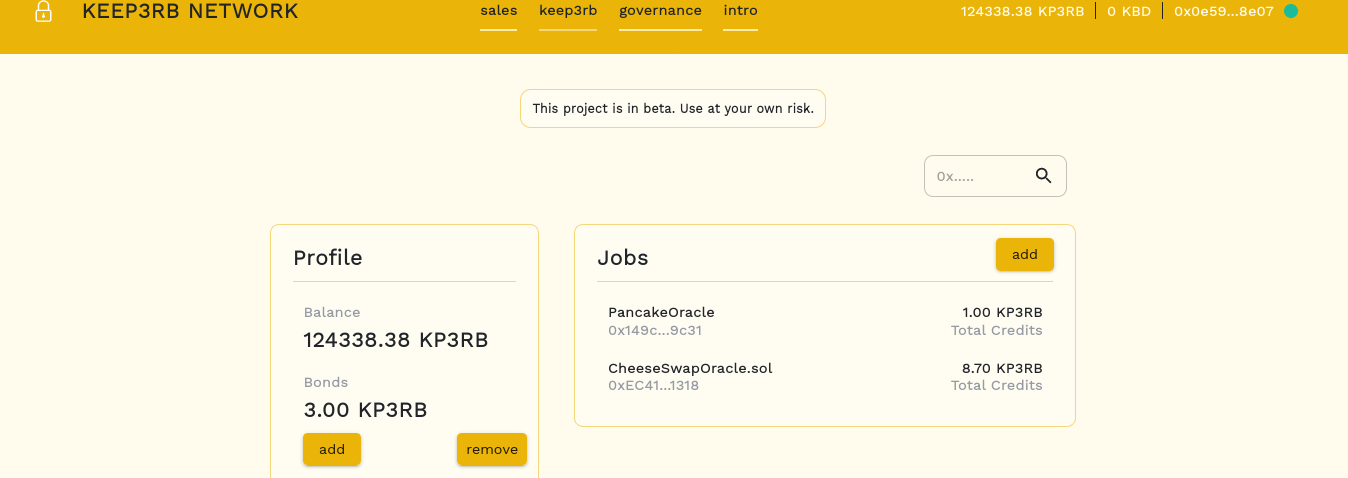 KEEP3RB NETWORK
sales keep3rb governance intro
124338.38 KP3RB 0 KBD 0x0e59...8e07
This project is in beta. Use at your own risk.
0x.....
Profile
Balance
124338.38 KP3RB
Bonds
3.00 KP3RB
add remove
Jobs add
PancakeOracle 1.00 KP3RB
0x149c...9c31 Total Credits
CheeseSwapOracle.sol 8.70 KP3RB
0xEC41...1318 Total Credits